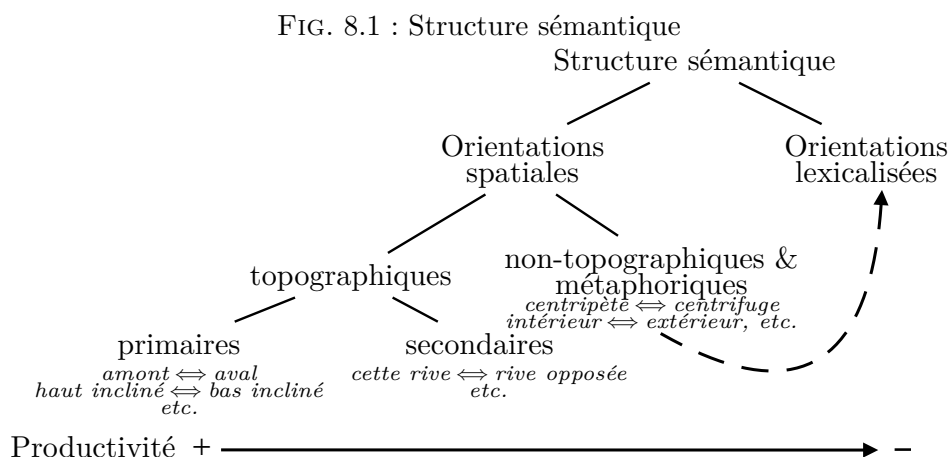 FIG. 8.1 : Structure sémantique
Structure sémantique
Orientations
spatiales
Orientations
lexicalisées
topographiques
non-topographiques &
métaphoriques
centripète ⟺ centrifuge
intérieur ⟺ extérieur, etc.
primaires
amont ⟺ aval
haut incliné ⟺ bas incliné
etc.
secondaires
cette rive ⟺ rive opposée
etc.
Productivité + –